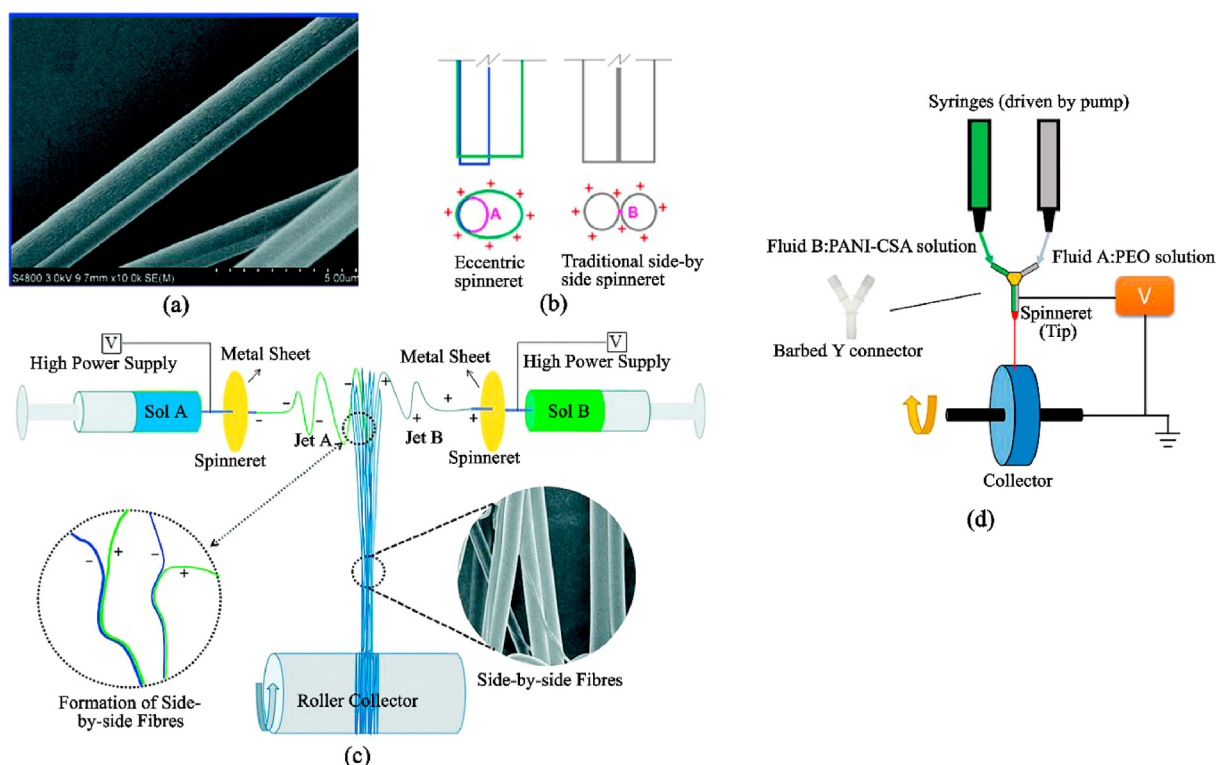 S4800 3.0kV 9.7mm x10.0k SE(M)
5.00um
(a)
+ + + + + + + +
A
B
Eccentric
spinneret
Traditional side-by
side spinneret
(b)
V
High Power Supply
Metal Sheet
Sol A
Spinneret
Jet A
Jet B
Metal Sheet
Spinneret
V
High Power Supply
Sol B
Formation of Side-
by-side Fibres
Roller Collector
Side-by-side Fibres
(c)
Syringes (driven by pump)
Fluid B:PANI-CSA solution
Fluid A:PEO solution
Spinneret
(Tip)
V
Barbed Y connector
Collector
(d)